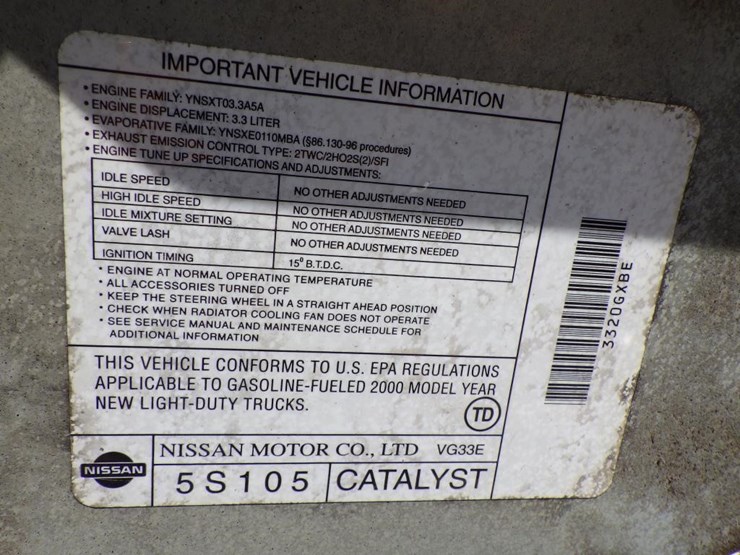 IMPORTANT VEHICLE INFORMATION
• ENGINE FAMILY: YNSXT03.3A5A
• ENGINE DISPLACEMENT: 3.3 LITER
• EVAPORATIVE FAMILY: YNSXE0110MBA (§86.130-96 procedures)
• EXHAUST EMISSION CONTROL TYPE: 2TWC/2HO2S(2)/SFI
• ENGINE TUNE UP SPECIFICATIONS AND ADJUSTMENTS:
IDLE SPEED NO OTHER ADJUSTMENTS NEEDED
HIGH IDLE SPEED NO OTHER ADJUSTMENTS NEEDED
IDLE MIXTURE SETTING NO OTHER ADJUSTMENTS NEEDED
VALVE LASH NO OTHER ADJUSTMENTS NEEDED
IGNITION TIMING 15° B.T.D.C.
• ENGINE AT NORMAL OPERATING TEMPERATURE
• ALL ACCESSORIES TURNED OFF
• KEEP THE STEERING WHEEL IN A STRAIGHT AHEAD POSITION
• CHECK WHEN RADIATOR COOLING FAN DOES NOT OPERATE
• SEE SERVICE MANUAL AND MAINTENANCE SCHEDULE FOR
ADDITIONAL INFORMATION
THIS VEHICLE CONFORMS TO U.S. EPA REGULATIONS
APPLICABLE TO GASOLINE-FUELED 2000 MODEL YEAR
NEW LIGHT-DUTY TRUCKS.
TD
NISSAN
NISSAN MOTOR CO., LTD VG33E
5S105 CATALYST
3320GXBE